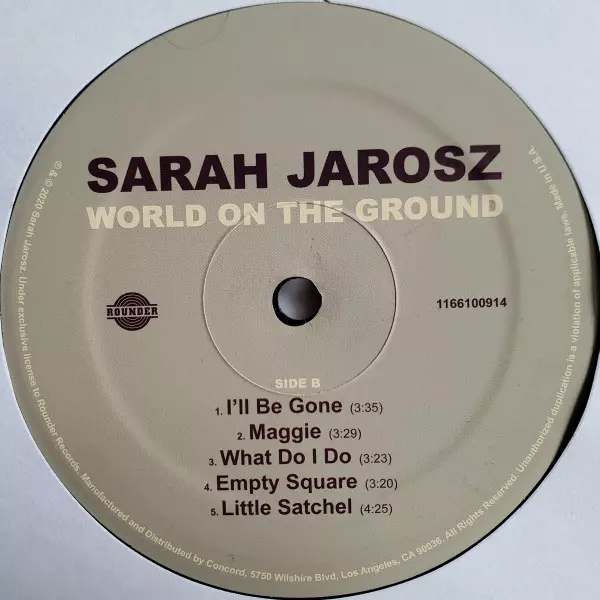 SARAH JAROSZ
WORLD ON THE GROUND
ROUNDER
1166100914
SIDE B
1. I'll Be Gone (3:35)
2. Maggie (3:29)
3. What Do I Do (3:23)
4. Empty Square (3:20)
5. Little Satchel (4:25)
℗ & © 2020 Sarah Jarosz. Under exclusive license to Rounder Records. Manufactured and Distributed by Concord, 5750 Wilshire Blvd, Los Angeles, CA 90036. All Rights Reserved. Unauthorized duplication is a violation of applicable laws. Made in U.S.A.